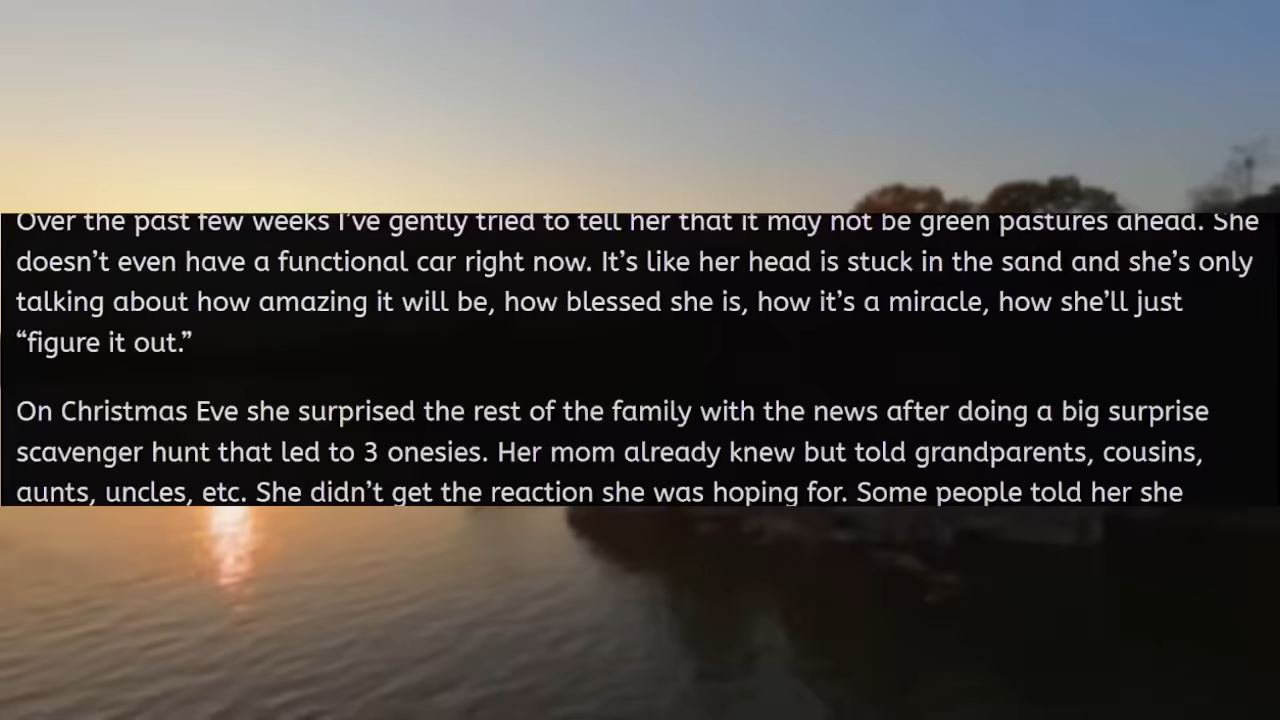 Over the past few weeks I’ve gently tried to tell her that it may not be green pastures ahead. She
doesn’t even have a functional car right now. It’s like her head is stuck in the sand and she’s only
talking about how amazing it will be, how blessed she is, how it’s a miracle, how she’ll just
“figure it out.”
On Christmas Eve she surprised the rest of the family with the news after doing a big surprise
scavenger hunt that led to 3 onesies. Her mom already knew but told grandparents, cousins,
aunts, uncles, etc. She didn’t get the reaction she was hoping for. Some people told her she